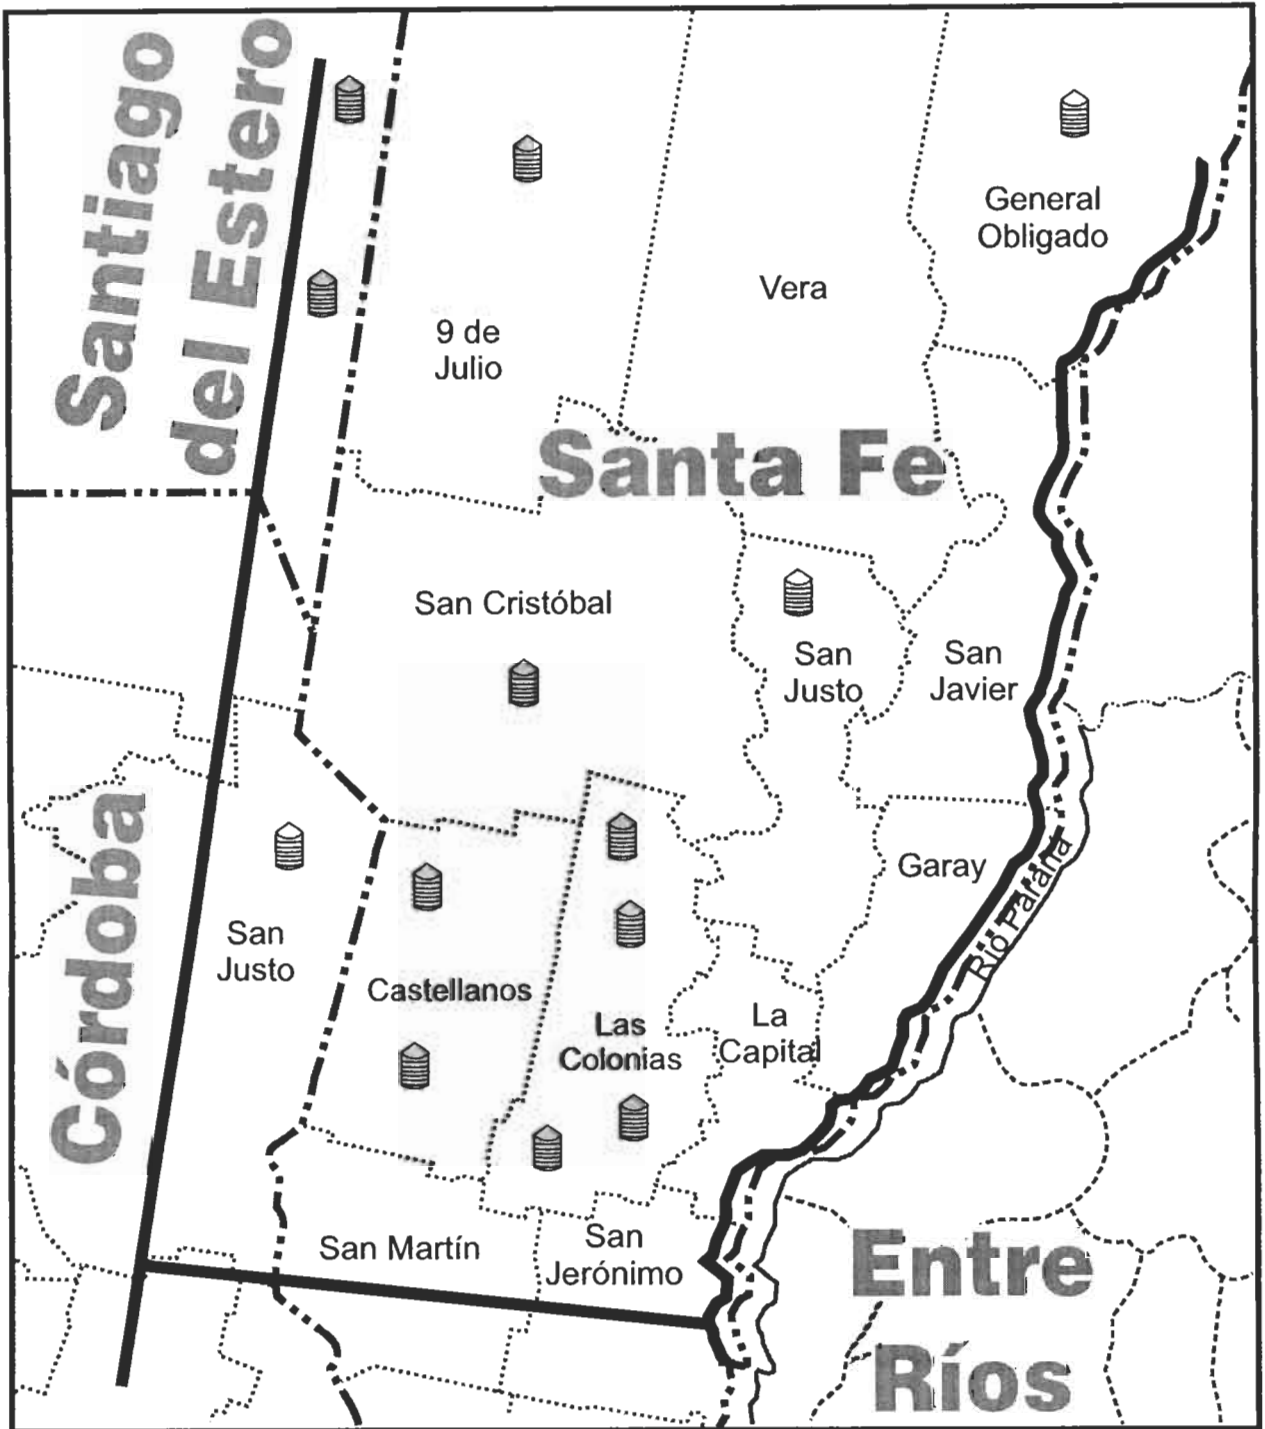 Santiago
del Estero
General
Obligado
Vera
9 de
Julio
Santa Fe
San Cristóbal
San
Justo
San
Javier
Córdoba
Garay
Río Paraná
San
Justo
Castellanos
Las
Colonias
La
Capital
San Martín
San
Jerónimo
Entre
Ríos